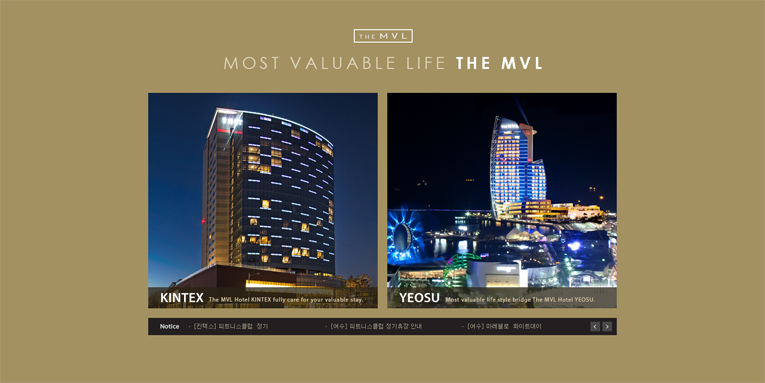 THE MVL
MOST VALUABLE LIFE THE MVL
KINTEX The MVL Hotel KINTEX fully care for your valuable stay.
YEOSU Most valuable life style bridge The MVL Hotel YEOSU.
Notice · [킨텍스] 피트니스클럽 정기 · [여수] 피트니스클럽 정기휴장 안내 · [여수] 마레첼로 화이트데이